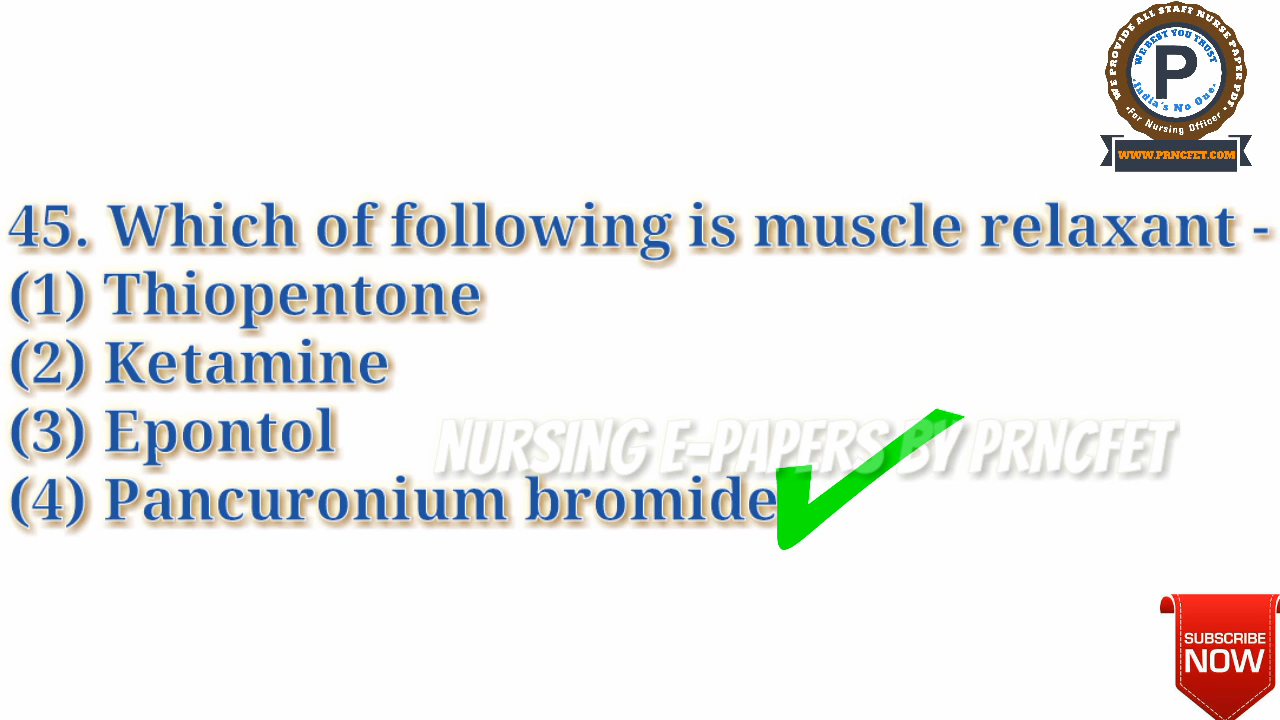 WE PROVIDE ALL STAFF NURSE PAPER PDF
WE BEST YOU TRUST
P
India's No One
For Nursing Officer
WWW.PRNCFET.COM
45. Which of following is muscle relaxant -
(1) Thiopentone
(2) Ketamine
(3) Epontol
NURSING E-PAPERS BY PRNCFET
(4) Pancuronium bromide
SUBSCRIBE
NOW